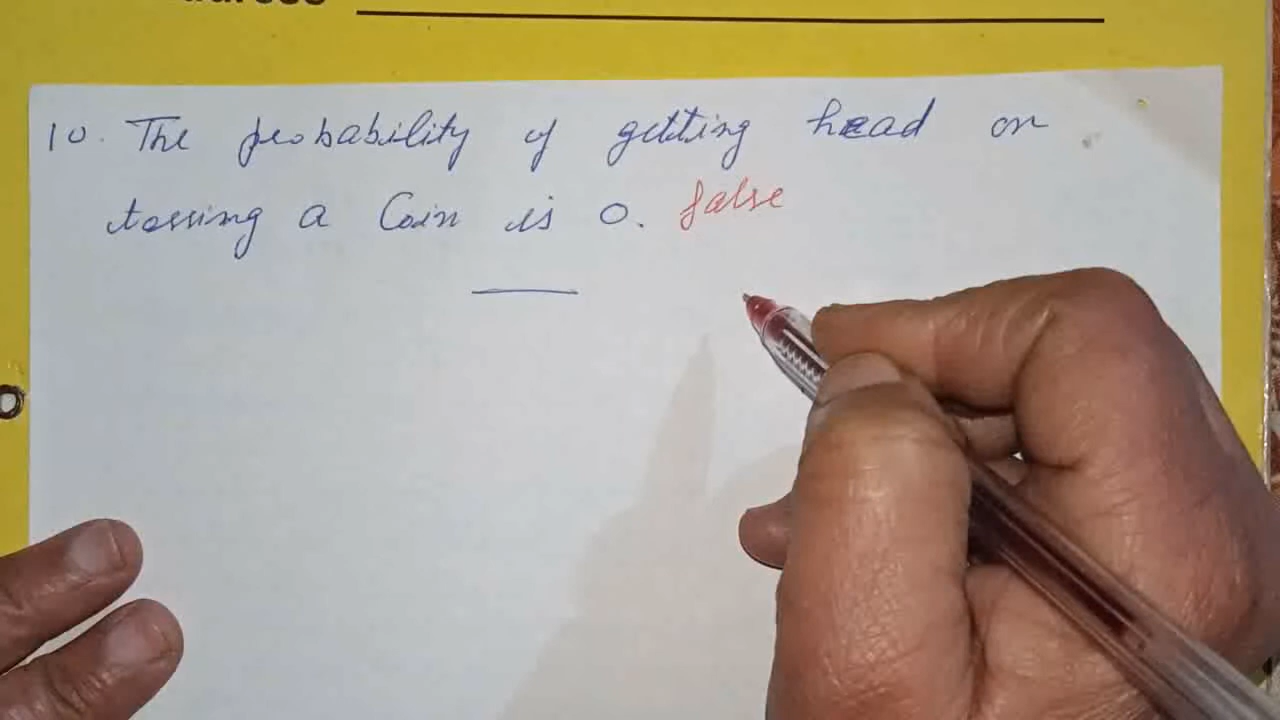 10. The probability of getting head on
tossing a Coin is 0. false